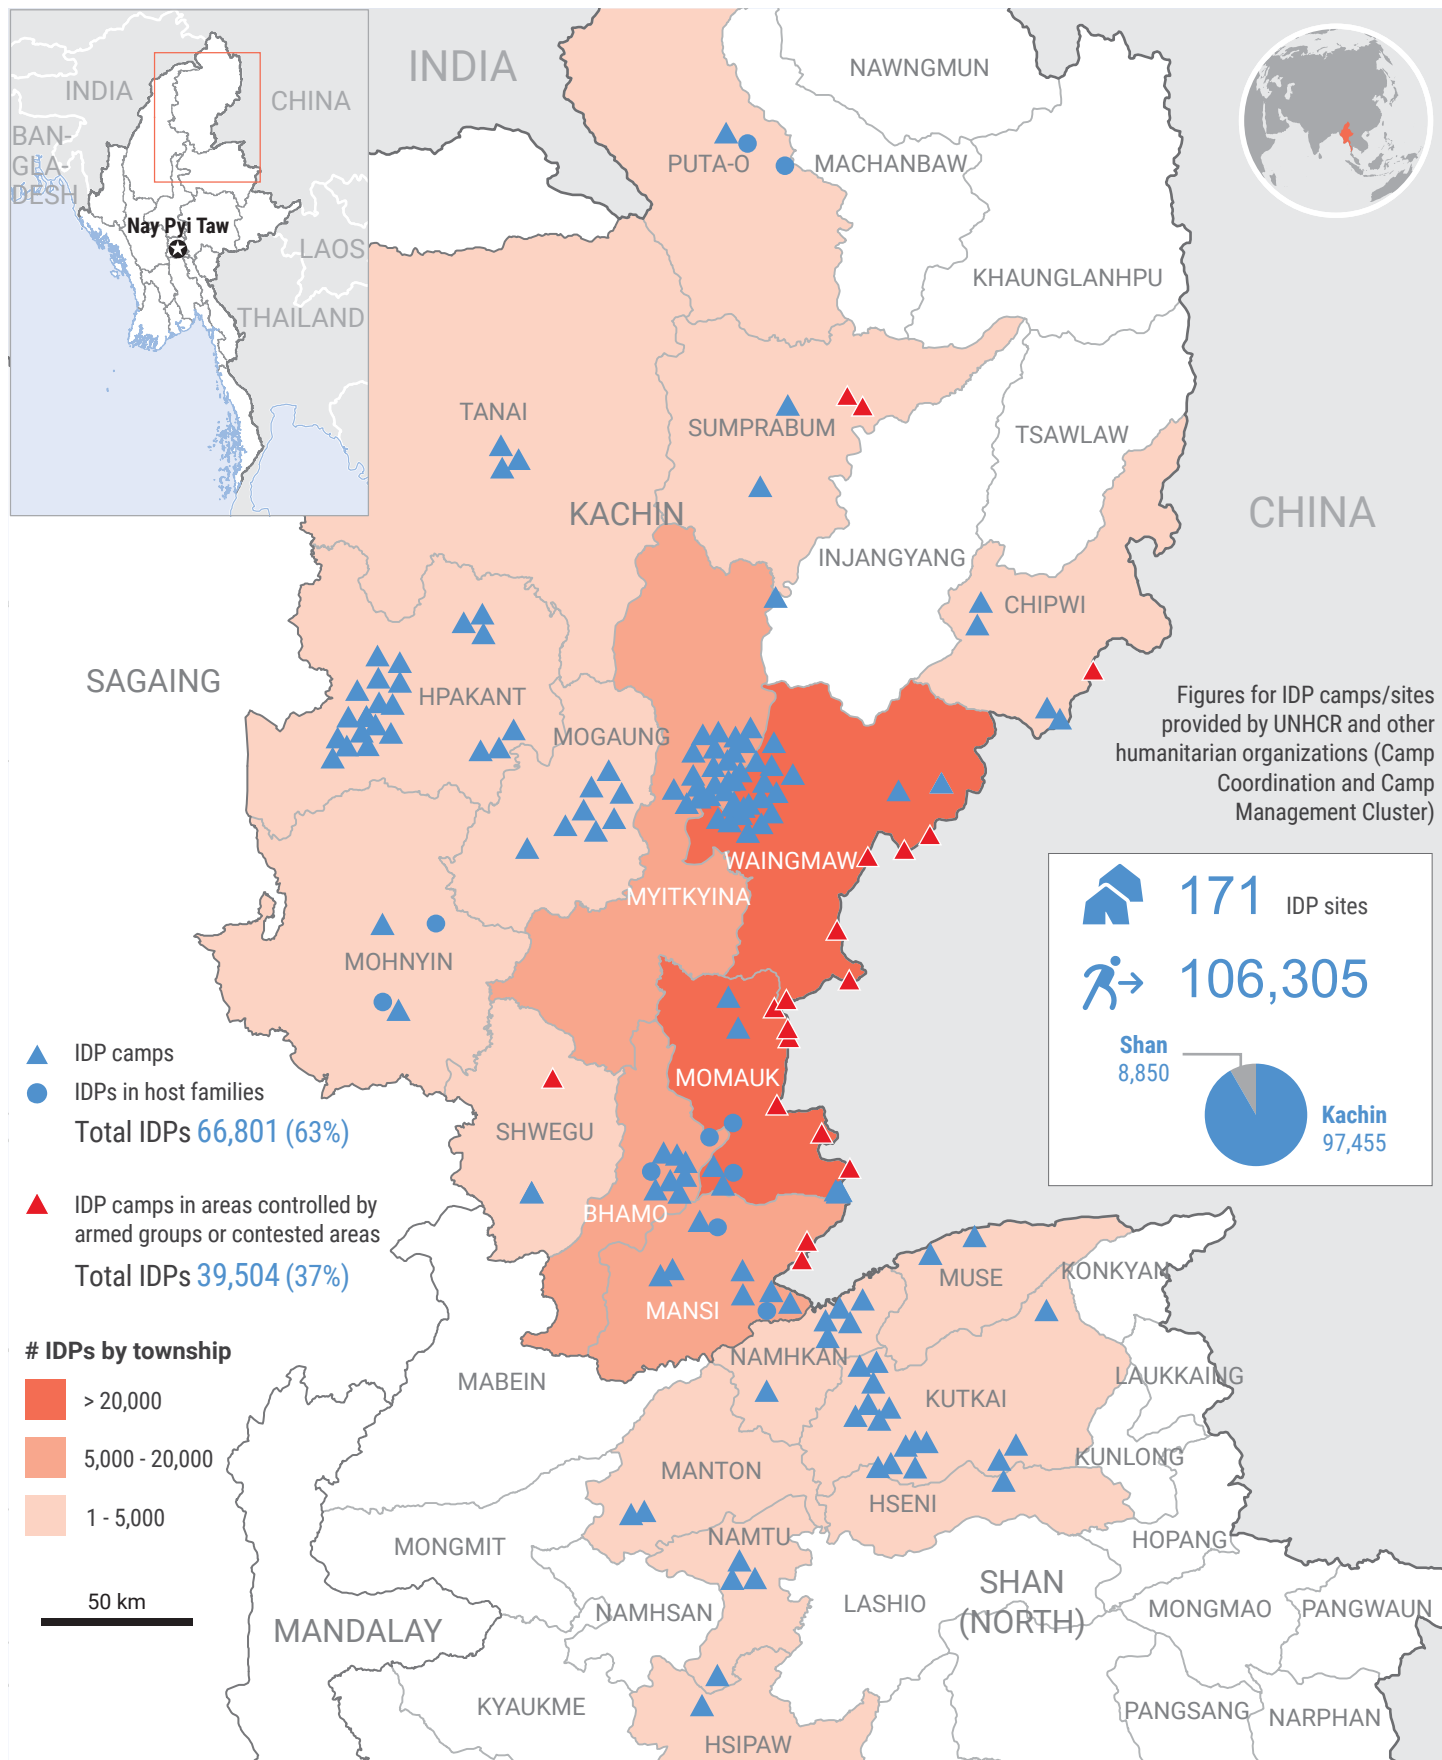 INDIA
CHINA
BAN-
GLA-
DESH
Nay Pyi Taw
LAOS
THAILAND
INDIA
NAWNGMUN
PUTA-O
MACHANBAW
KHAUNGLANHPU
TANAI
SUMPRABUM
TSAWLAW
KACHIN
CHINA
INJANGYANG
CHIPWI
SAGAING
HPAKANT
MOGAUNG
Figures for IDP camps/sites
provided by UNHCR and other
humanitarian organizations (Camp
Coordination and Camp
Management Cluster)
WAINGMAW
MYITKYINA
171 IDP sites
106,305
Shan
8,850
Kachin
97,455
MOHNYIN
MOMAUK
SHWEGU
BHAMO
MANSI
IDP camps
IDPs in host families
Total IDPs 66,801 (63%)
IDP camps in areas controlled by
armed groups or contested areas
Total IDPs 39,504 (37%)
# IDPs by township
> 20,000
5,000 - 20,000
1 - 5,000
50 km
MUSE
KONKYAN
NAMHKAN
MABEIN
KUTKAI
LAUKKAING
MANTON
KUNLONG
HSENI
NAMTU
MONGMIT
HOPANG
SHAN
(NORTH)
NAMHSAN
LASHIO
MONGMAO
PANGWAUN
MANDALAY
KYAUKME
PANGSANG
NARPHAN
HSIPAW